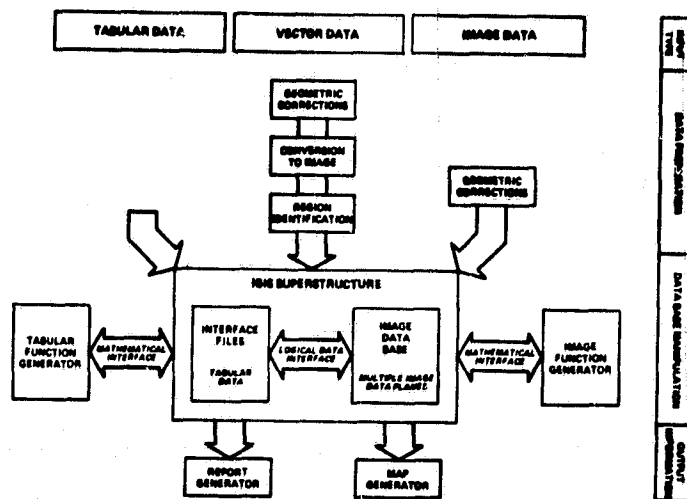 TABULAR DATA
VECTOR DATA
IMAGE DATA
GEOMETRIC
CORRECTIONS
CONVERSION
TO IMAGE
REGION
IDENTIFICATION
GEOMETRIC
CORRECTIONS
IBIS SUPERSTRUCTURE
TABULAR
FUNCTION
GENERATOR
MATHEMATICAL
INTERFACE
INTERFACE
FILES
TABULAR
DATA
LOGICAL DATA
INTERFACE
IMAGE
DATA
BASE
MULTIPLE IMAGE
DATA PLANES
MATHEMATICAL
INTERFACE
IMAGE
FUNCTION
GENERATOR
REPORT
GENERATOR
MAP
GENERATOR
INPUT
TYPE
DATA PREPARATION
DATA BASE MANIPULATION
OUTPUT
INFORMATION